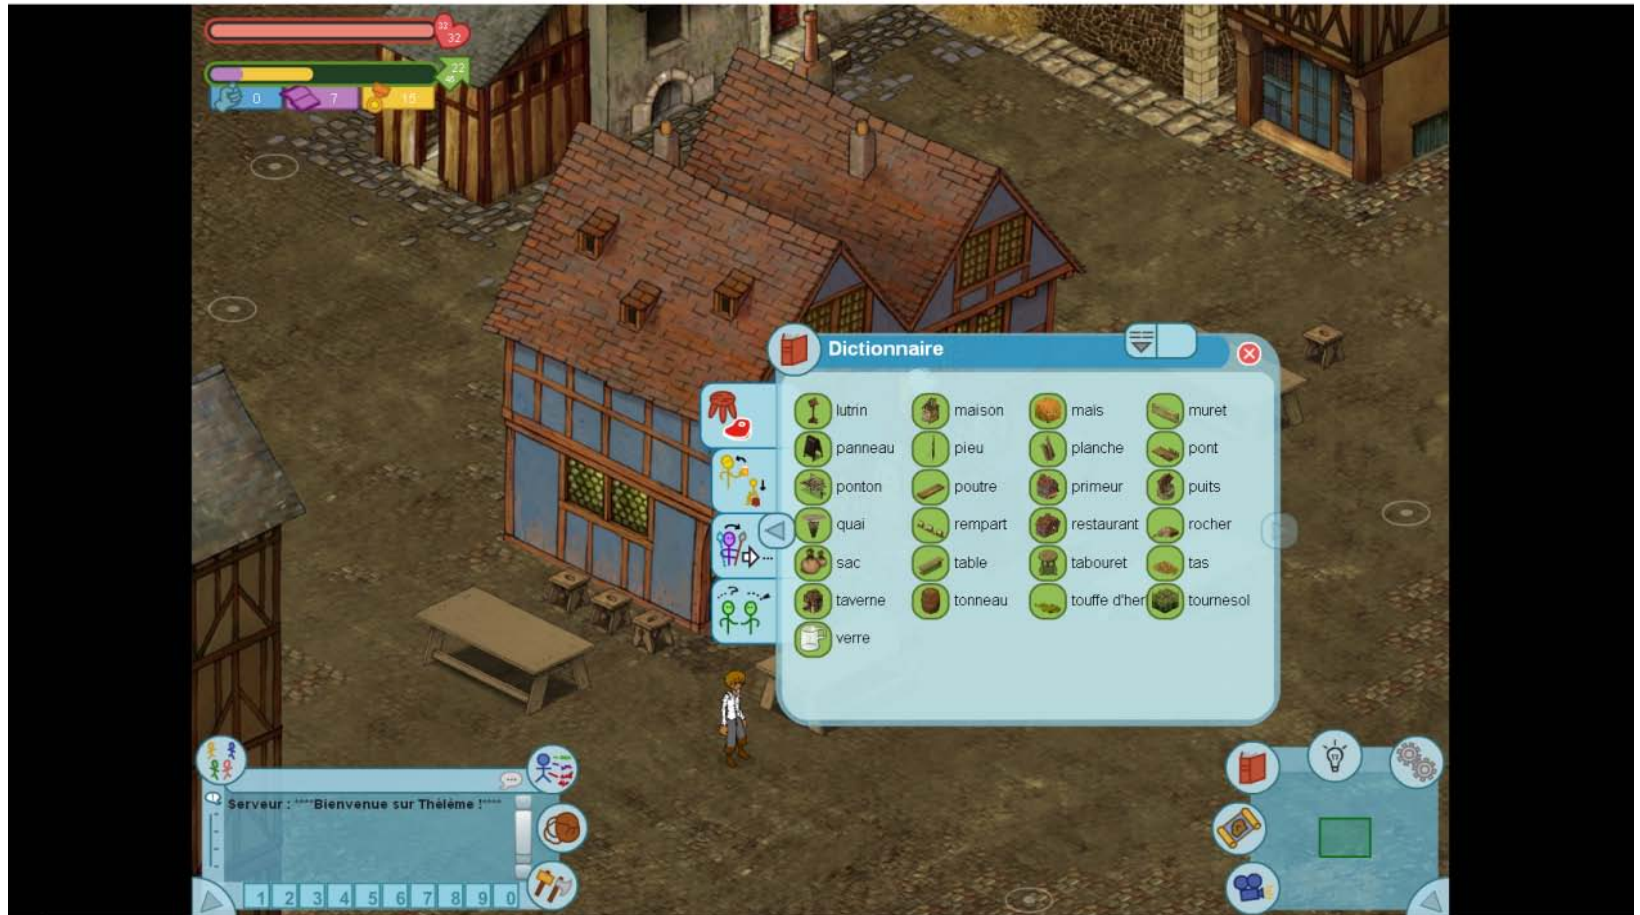 32
32
22
46
0 7 15
Dictionnaire
lutrin maison maïs muret
panneau pieu planche pont
ponton poutre primeur puits
quai rempart restaurant rocher
sac table tabouret tas
taverne tonneau touffe d'her tournesol
verre
Serveur : ****Bienvenue sur Thélème !****
1 2 3 4 5 6 7 8 9 0